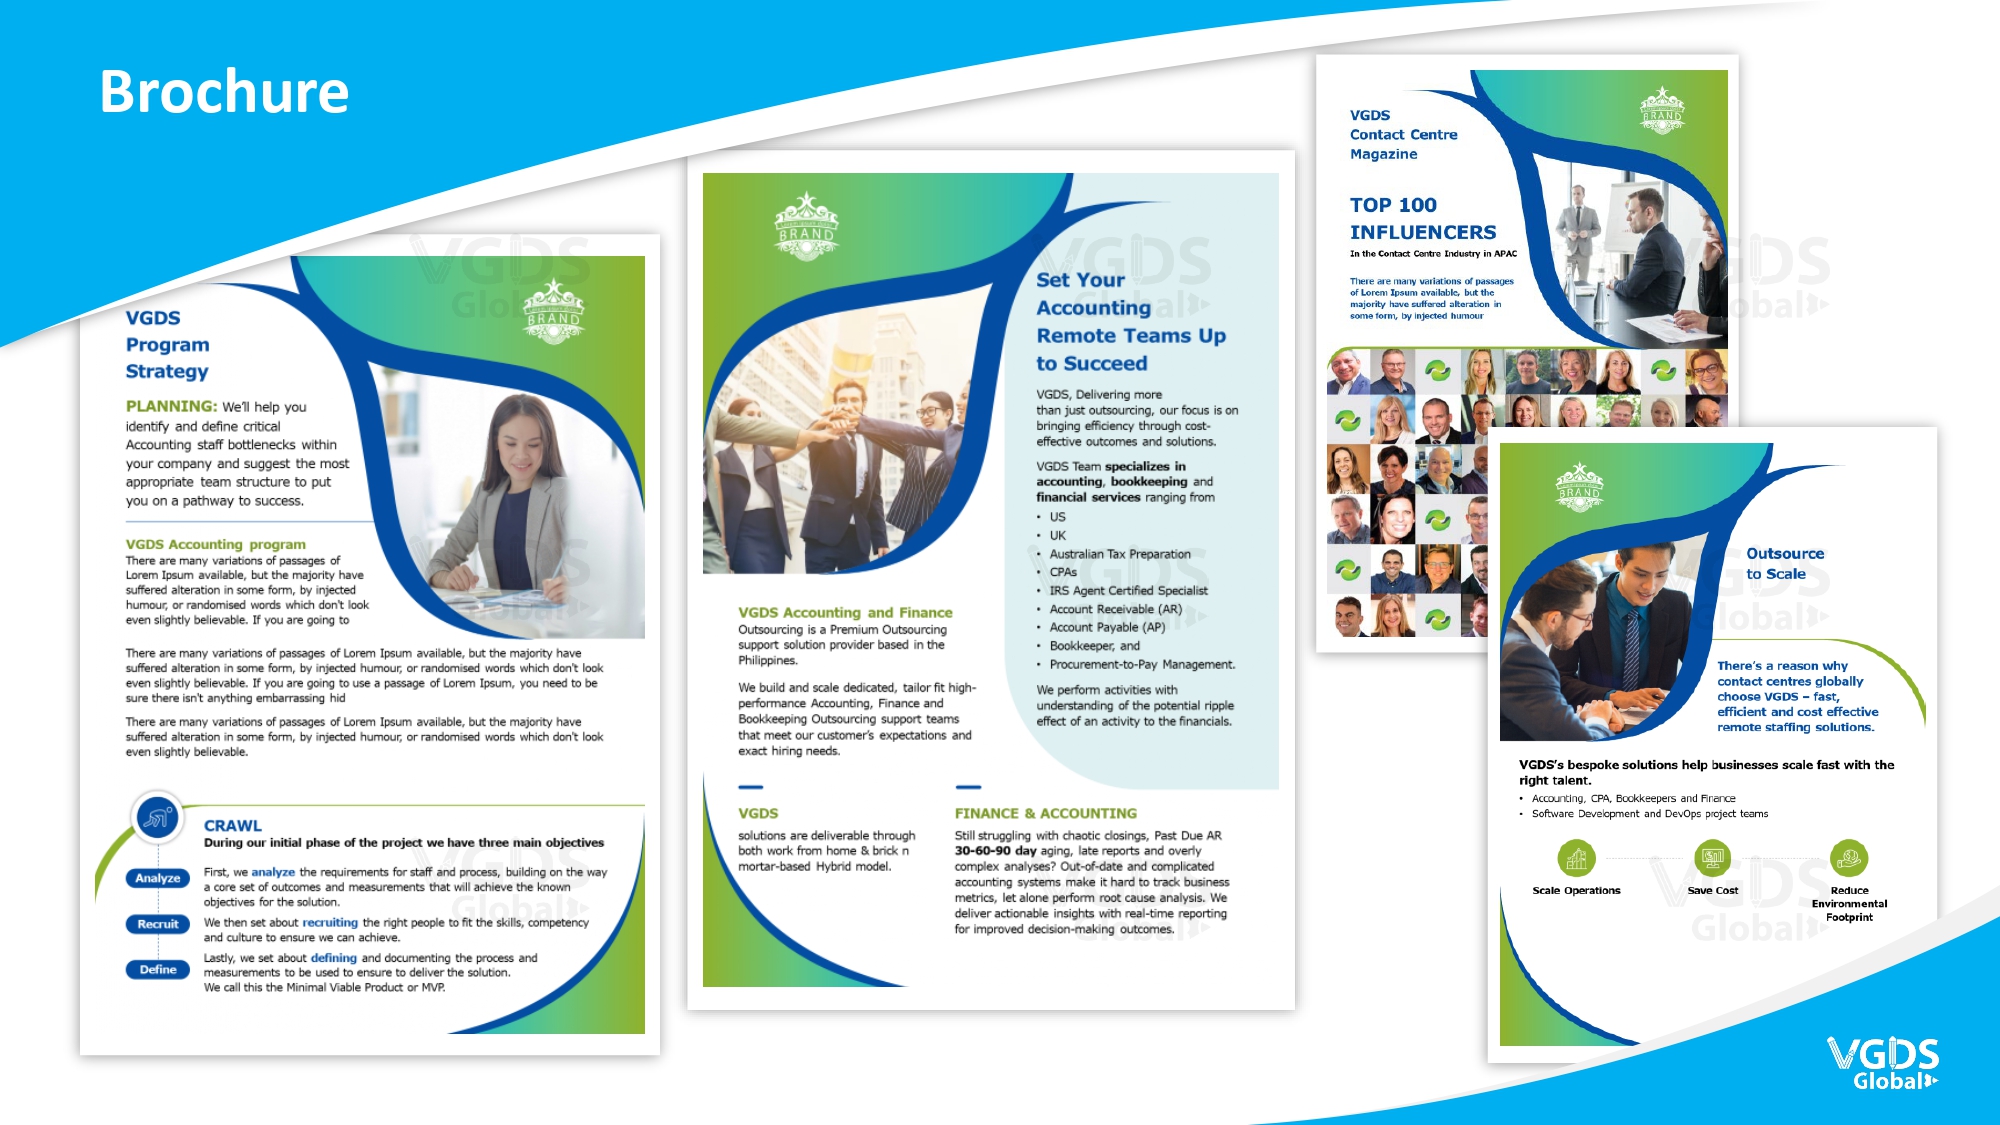 Brochure
VGDS
Program
Strategy
PLANNING: We'll help you
identify and define critical
Accounting staff bottlenecks within
your company and suggest the most
appropriate team structure to put
you on a pathway to success.
VGDS Accounting program
There are many variations of passages of
Lorem Ipsum available, but the majority have
suffered alteration in some form, by injected
humour, or randomised words which don't look
even slightly believable. If you are going to
There are many variations of passages of Lorem Ipsum available, but the majority have
suffered alteration in some form, by injected humour, or randomised words which don't look
even slightly believable. If you are going to use a passage of Lorem Ipsum, you need to be
sure there isn't anything embarrassing hid
There are many variations of passages of Lorem Ipsum available, but the majority have
suffered alteration in some form, by injected humour, or randomised words which don't look
even slightly believable.
CRAWL
During our initial phase of the project we have three main objectives
Analyze
First, we analyze the requirements for staff and process, building on the way
a core set of outcomes and measurements that will achieve the known
objectives for the solution.
Recruit
We then set about recruiting the right people to fit the skills, competency
and culture to ensure we can achieve.
Define
Lastly, we set about defining and documenting the process and
measurements to be used to ensure to deliver the solution.
We call this the Minimal Viable Product or MVP.
BRAND
BRAND
Set Your
Accounting
Remote Teams Up
to Succeed
VGDS, Delivering more
than just outsourcing, our focus is on
bringing efficiency through cost-
effective outcomes and solutions.
VGDS Team specializes in
accounting, bookkeeping and
financial services ranging from
• US
• UK
• Australian Tax Preparation
• CPAs
• IRS Agent Certified Specialist
• Account Receivable (AR)
• Account Payable (AP)
• Bookkeeper, and
• Procurement-to-Pay Management.
We perform activities with
understanding of the potential ripple
effect of an activity to the financials.
VGDS Accounting and Finance
Outsourcing is a Premium Outsourcing
support solution provider based in the
Philippines.
We build and scale dedicated, tailor fit high-
performance Accounting, Finance and
Bookkeeping Outsourcing support teams
that meet our customer's expectations and
exact hiring needs.
VGDS
solutions are deliverable through
both work from home & brick n
mortar-based Hybrid model.
FINANCE & ACCOUNTING
Still struggling with chaotic closings, Past Due AR
30-60-90 day aging, late reports and overly
complex analyses? Out-of-date and complicated
accounting systems make it hard to track business
metrics, let alone perform root cause analysis. We
deliver actionable insights with real-time reporting
for improved decision-making outcomes.
VGDS
Contact Centre
Magazine
TOP 100
INFLUENCERS
In the Contact Centre Industry in APAC
There are many variations of passages
of Lorem Ipsum available, but the
majority have suffered alteration in
some form, by injected humour
BRAND
BRAND
Outsource
to Scale
There's a reason why
contact centres globally
choose VGDS – fast,
efficient and cost effective
remote staffing solutions.
VGDS's bespoke solutions help businesses scale fast with the
right talent.
• Accounting, CPA, Bookkeepers and Finance
• Software Development and DevOps project teams
Scale Operations
Save Cost
Reduce
Environmental
Footprint
VGDS
Global